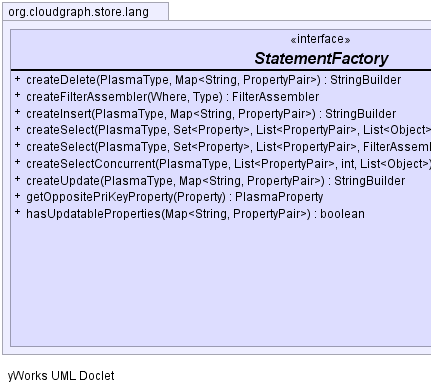 org.cloudgraph.store.lang
«interface»
StatementFactory
+ createDelete(PlasmaType, Map<String, PropertyPair>) : StringBuilder
+ createFilterAssembler(Where, Type) : FilterAssembler
+ createInsert(PlasmaType, Map<String, PropertyPair>) : StringBuilder
+ createSelect(PlasmaType, Set<Property>, List<PropertyPair>, List<Object>
+ createSelect(PlasmaType, Set<Property>, List<PropertyPair>, FilterAssem
+ createSelectConcurrent(PlasmaType, List<PropertyPair>, int, List<Object>)
+ createUpdate(PlasmaType, Map<String, PropertyPair>) : StringBuilder
+ getOppositePriKeyProperty(Property) : PlasmaProperty
+ hasUpdatableProperties(Map<String, PropertyPair>) : boolean
yWorks UML Doclet